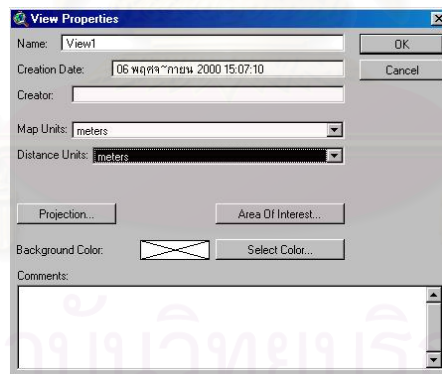 View Properties
Name: View1
OK
Creation Date: 06 พฤศจ~กายน 2000 15:07:10
Cancel
Creator:
Map Units: meters
Distance Units: meters
Projection...
Area Of Interest...
Background Color:
Select Color...
Comments: